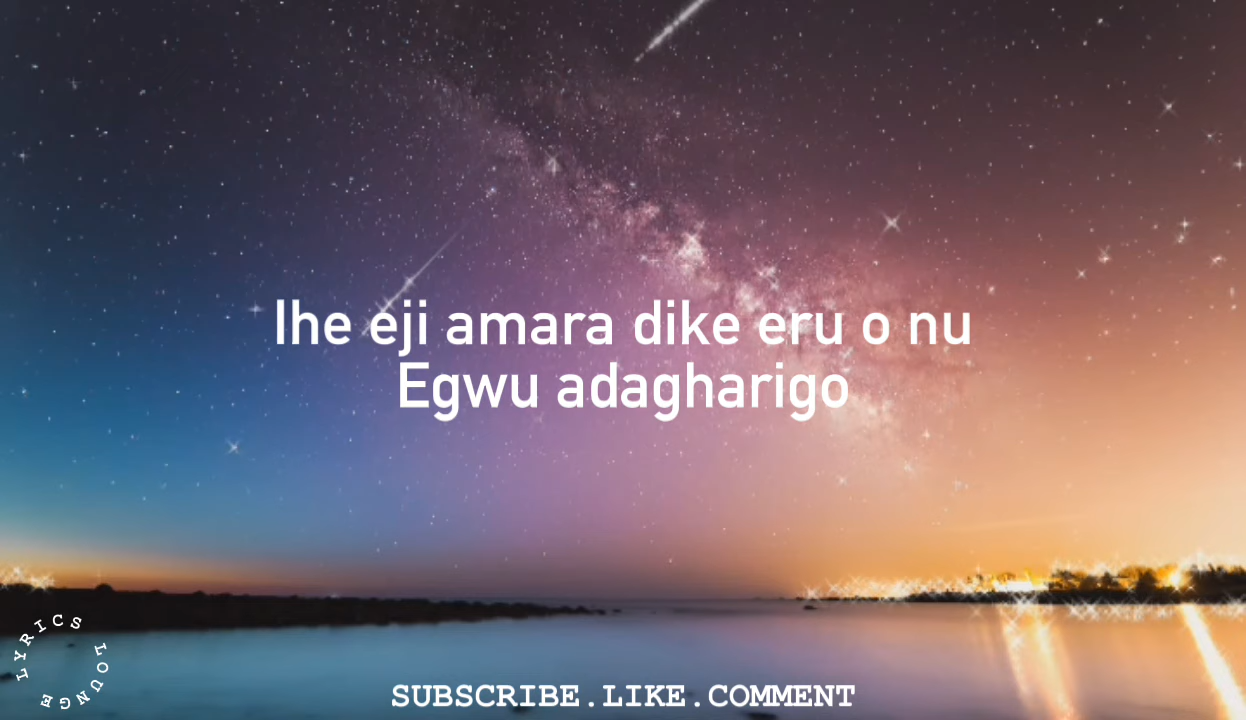 Ihe eji amara dike eru o nu
Egwu adagharigo
LYRICS LOUNGE
SUBSCRIBE.LIKE.COMMENT